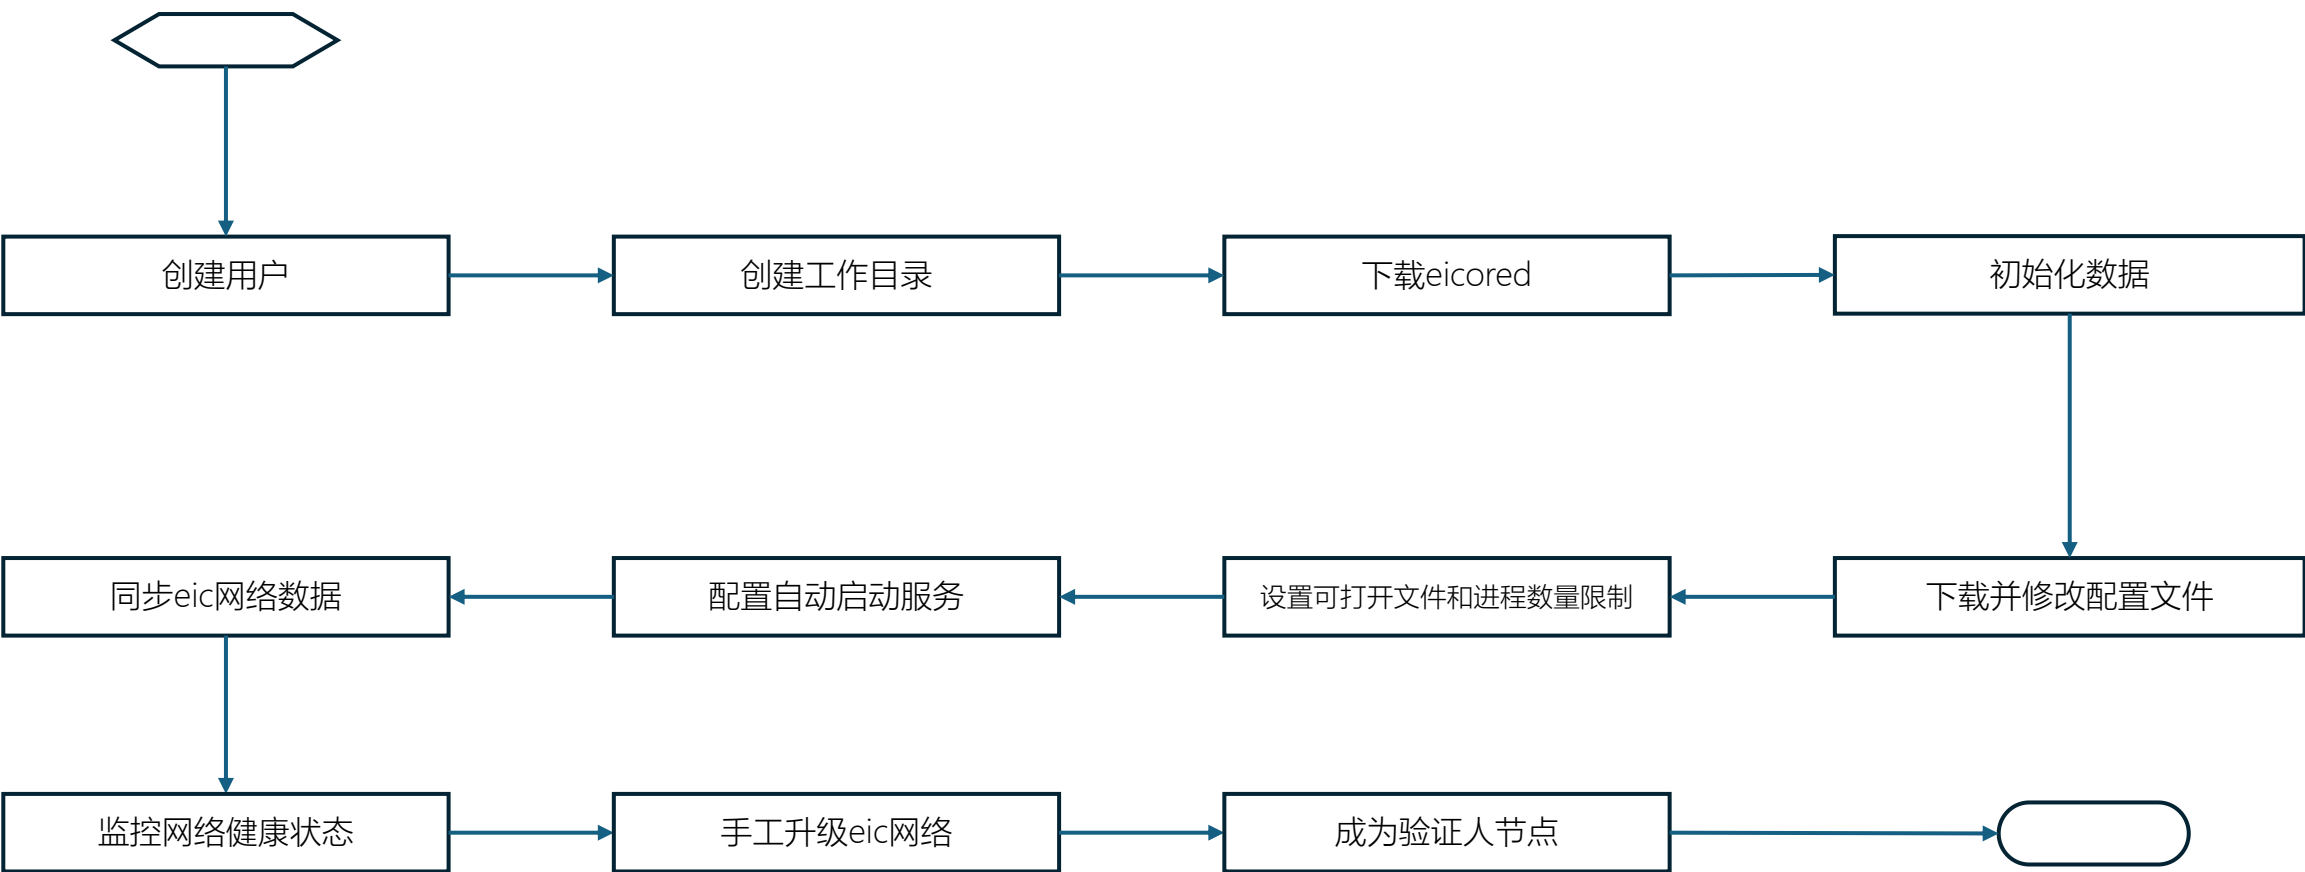 创建用户
创建工作目录
下载eicored
初始化数据
下载并修改配置文件
设置可打开文件和进程数量限制
配置自动启动服务
同步eic网络数据
监控网络健康状态
手工升级eic网络
成为验证人节点